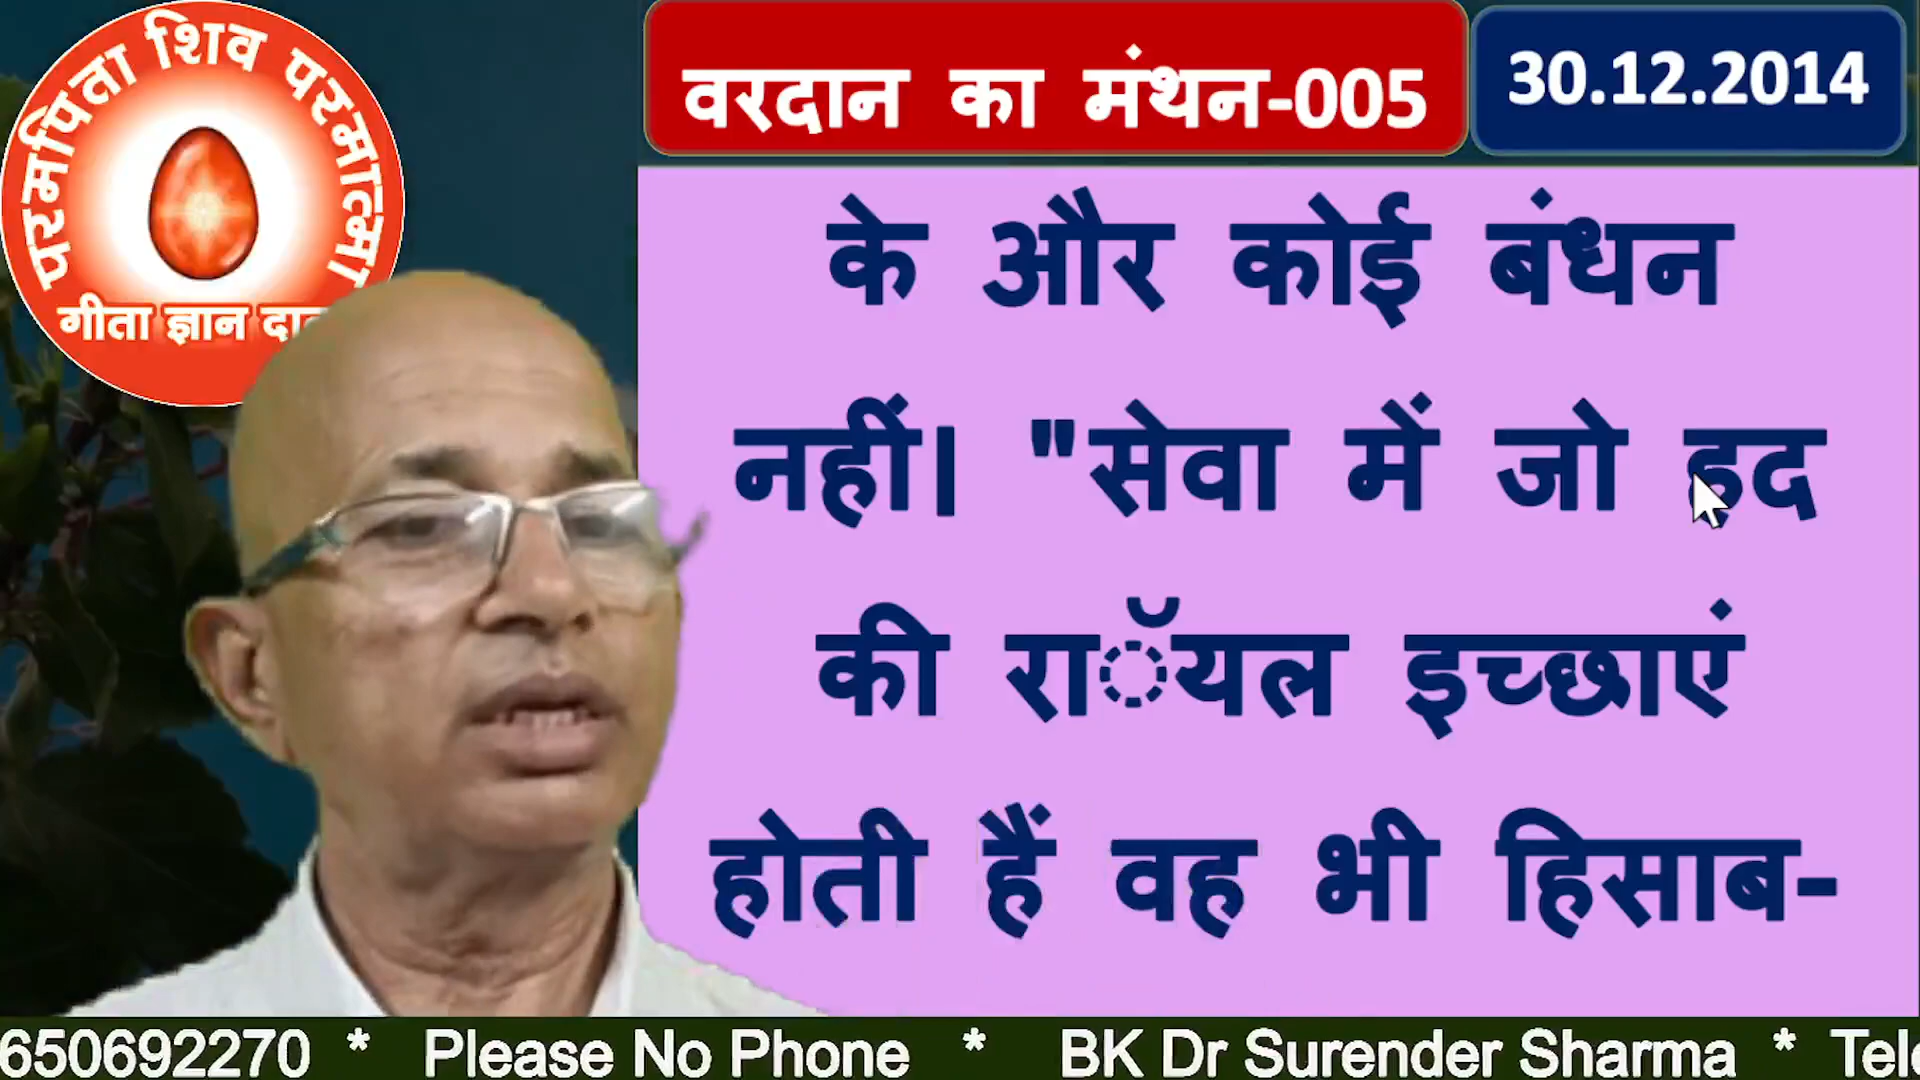 परमपिता शिव परमात्मा
गीता ज्ञान
वरदान का मंथन-005
30.12.2014
के और कोई बंधन
नहीं। "सेवा में जो हद
की राॅयल इच्छाएं
होती हैं वह भी हिसाब-
650692270 * Please No Phone * BK Dr Surender Sharma *